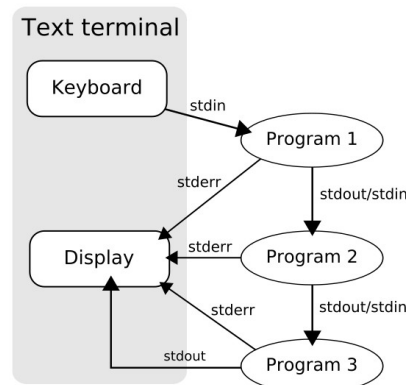 Text terminal
Keyboard
stdin
Program 1
stderr
stdout/stdin
Display
stderr
Program 2
stderr
stdout/stdin
stdout
Program 3